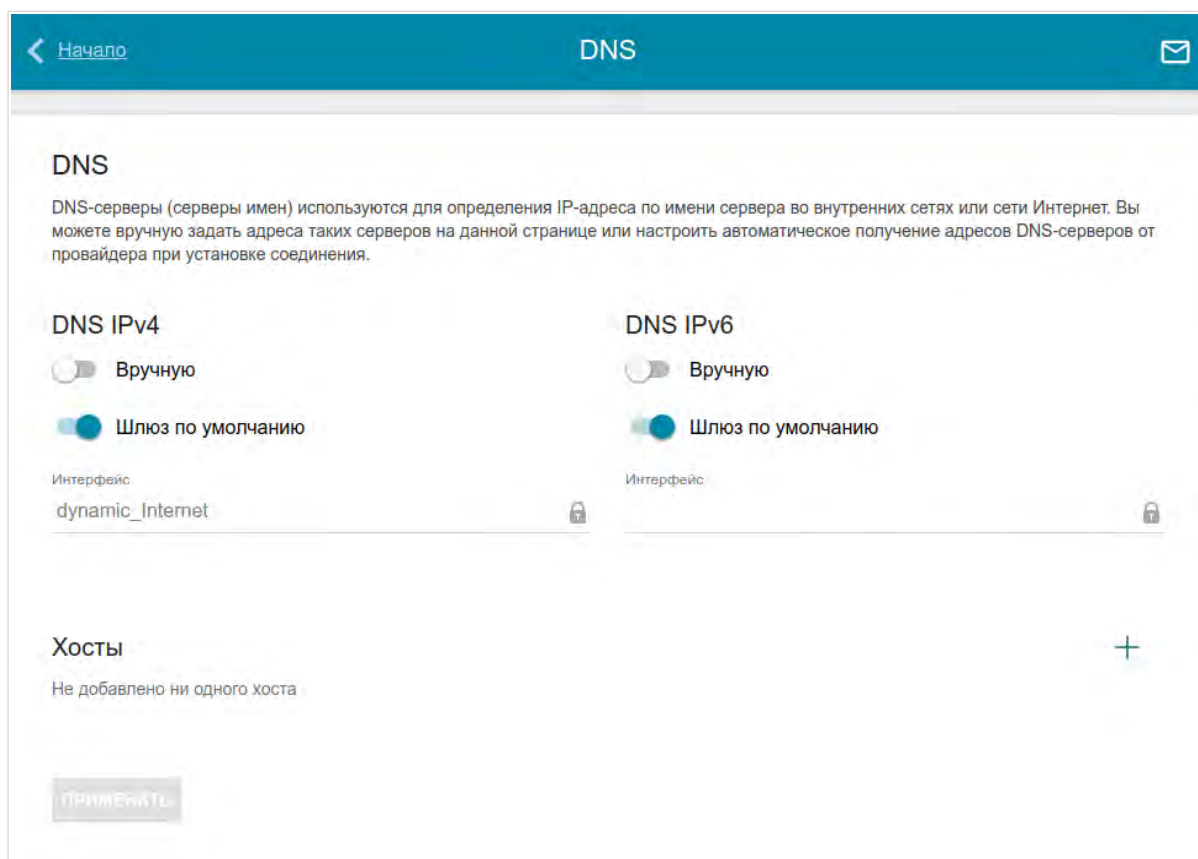 Начало
DNS
DNS
DNS-серверы (серверы имен) используются для определения IP-адреса по имени сервера во внутренних сетях или сети Интернет. Вы
можете вручную задать адреса таких серверов на данной странице или настроить автоматическое получение адресов DNS-серверов от
провайдера при установке соединения.
DNS IPv4
Вручную
Шлюз по умолчанию
Интерфейс
dynamic_Internet
DNS IPv6
Вручную
Шлюз по умолчанию
Интерфейс
Хосты
Не добавлено ни одного хоста
ПРИМЕНИТЬ